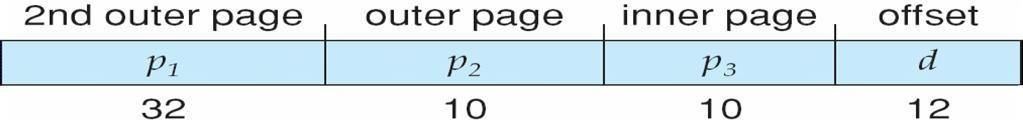 2nd outer page outer page inner page offset
p1 p2 p3 d
32 10 10 12